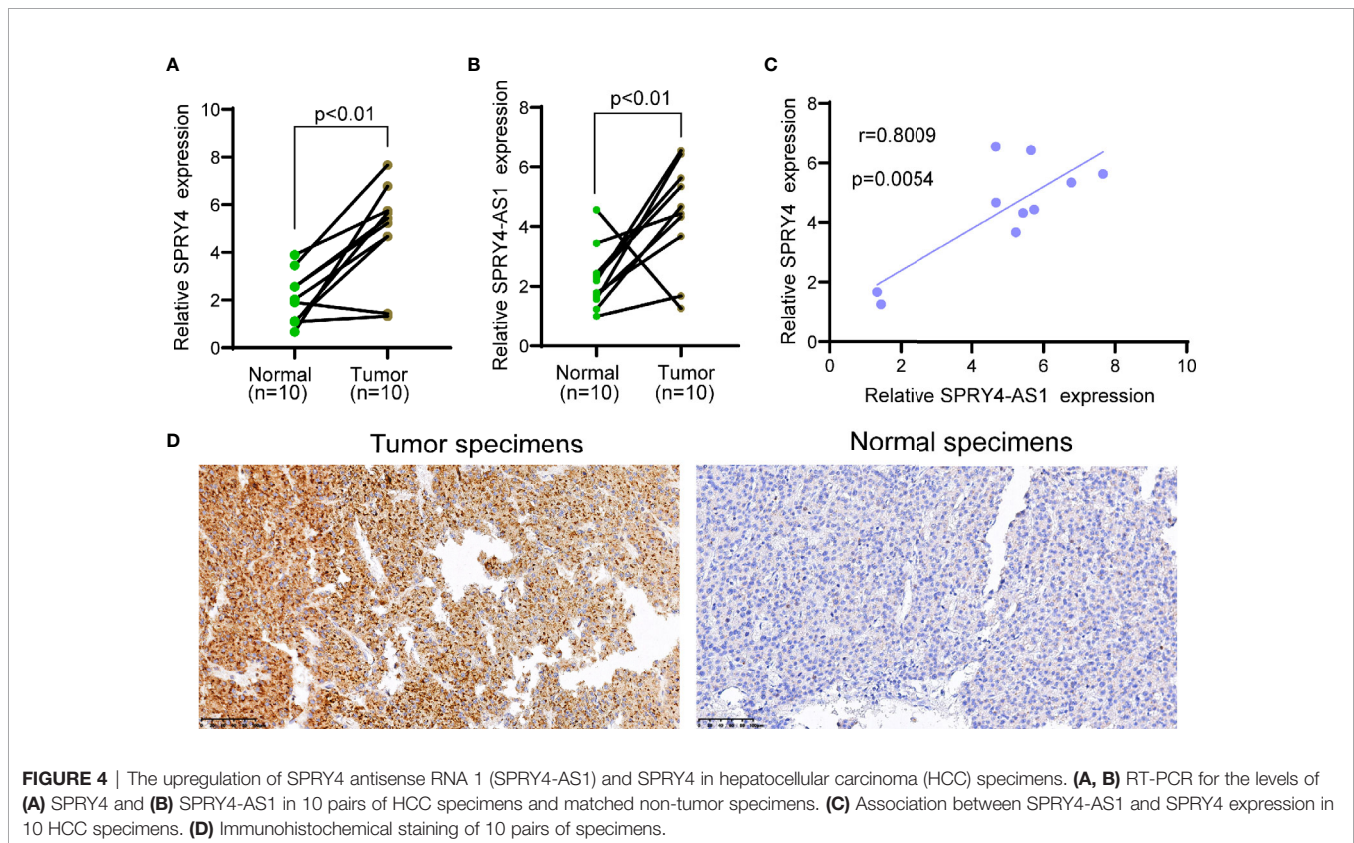 A
Relative SPRY4 expression
10
8
6
4
2
0
p<0.01
Normal
(n=10)
Tumor
(n=10)
B
Relative SPRY4-AS1 expression
8
6
4
2
0
p<0.01
Normal
(n=10)
Tumor
(n=10)
C
Relative SPRY4 expression
8
6
4
2
0
r=0.8009
p=0.0054
0
2
4
6
8
10
Relative SPRY4-AS1 expression
D
Tumor specimens
Normal specimens
FIGURE 4 | The upregulation of SPRY4 antisense RNA 1 (SPRY4-AS1) and SPRY4 in hepatocellular carcinoma (HCC) specimens. (A, B) RT-PCR for the levels of
(A) SPRY4 and (B) SPRY4-AS1 in 10 pairs of HCC specimens and matched non-tumor specimens. (C) Association between SPRY4-AS1 and SPRY4 expression in
10 HCC specimens. (D) Immunohistochemical staining of 10 pairs of specimens.